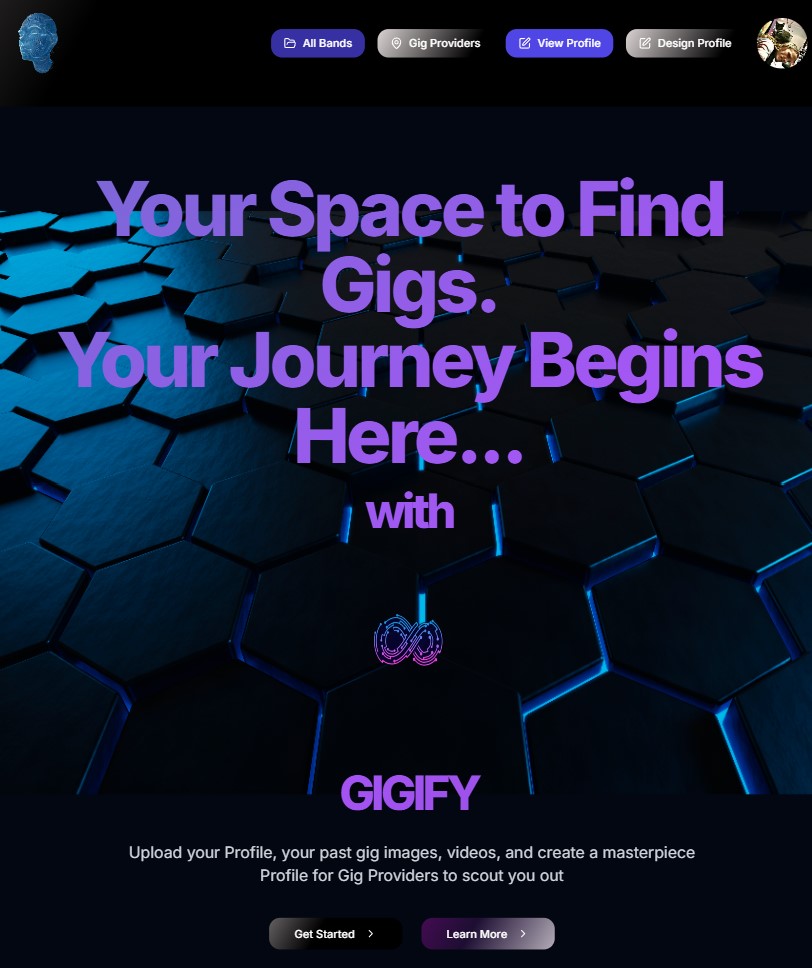 All Bands
Gig Providers
View Profile
Design Profile
Your Space to Find
Gigs.
Your Journey Begins
Here...
with
GIGIFY
Upload your Profile, your past gig images, videos, and create a masterpiece
Profile for Gig Providers to scout you out
Get Started
Learn More